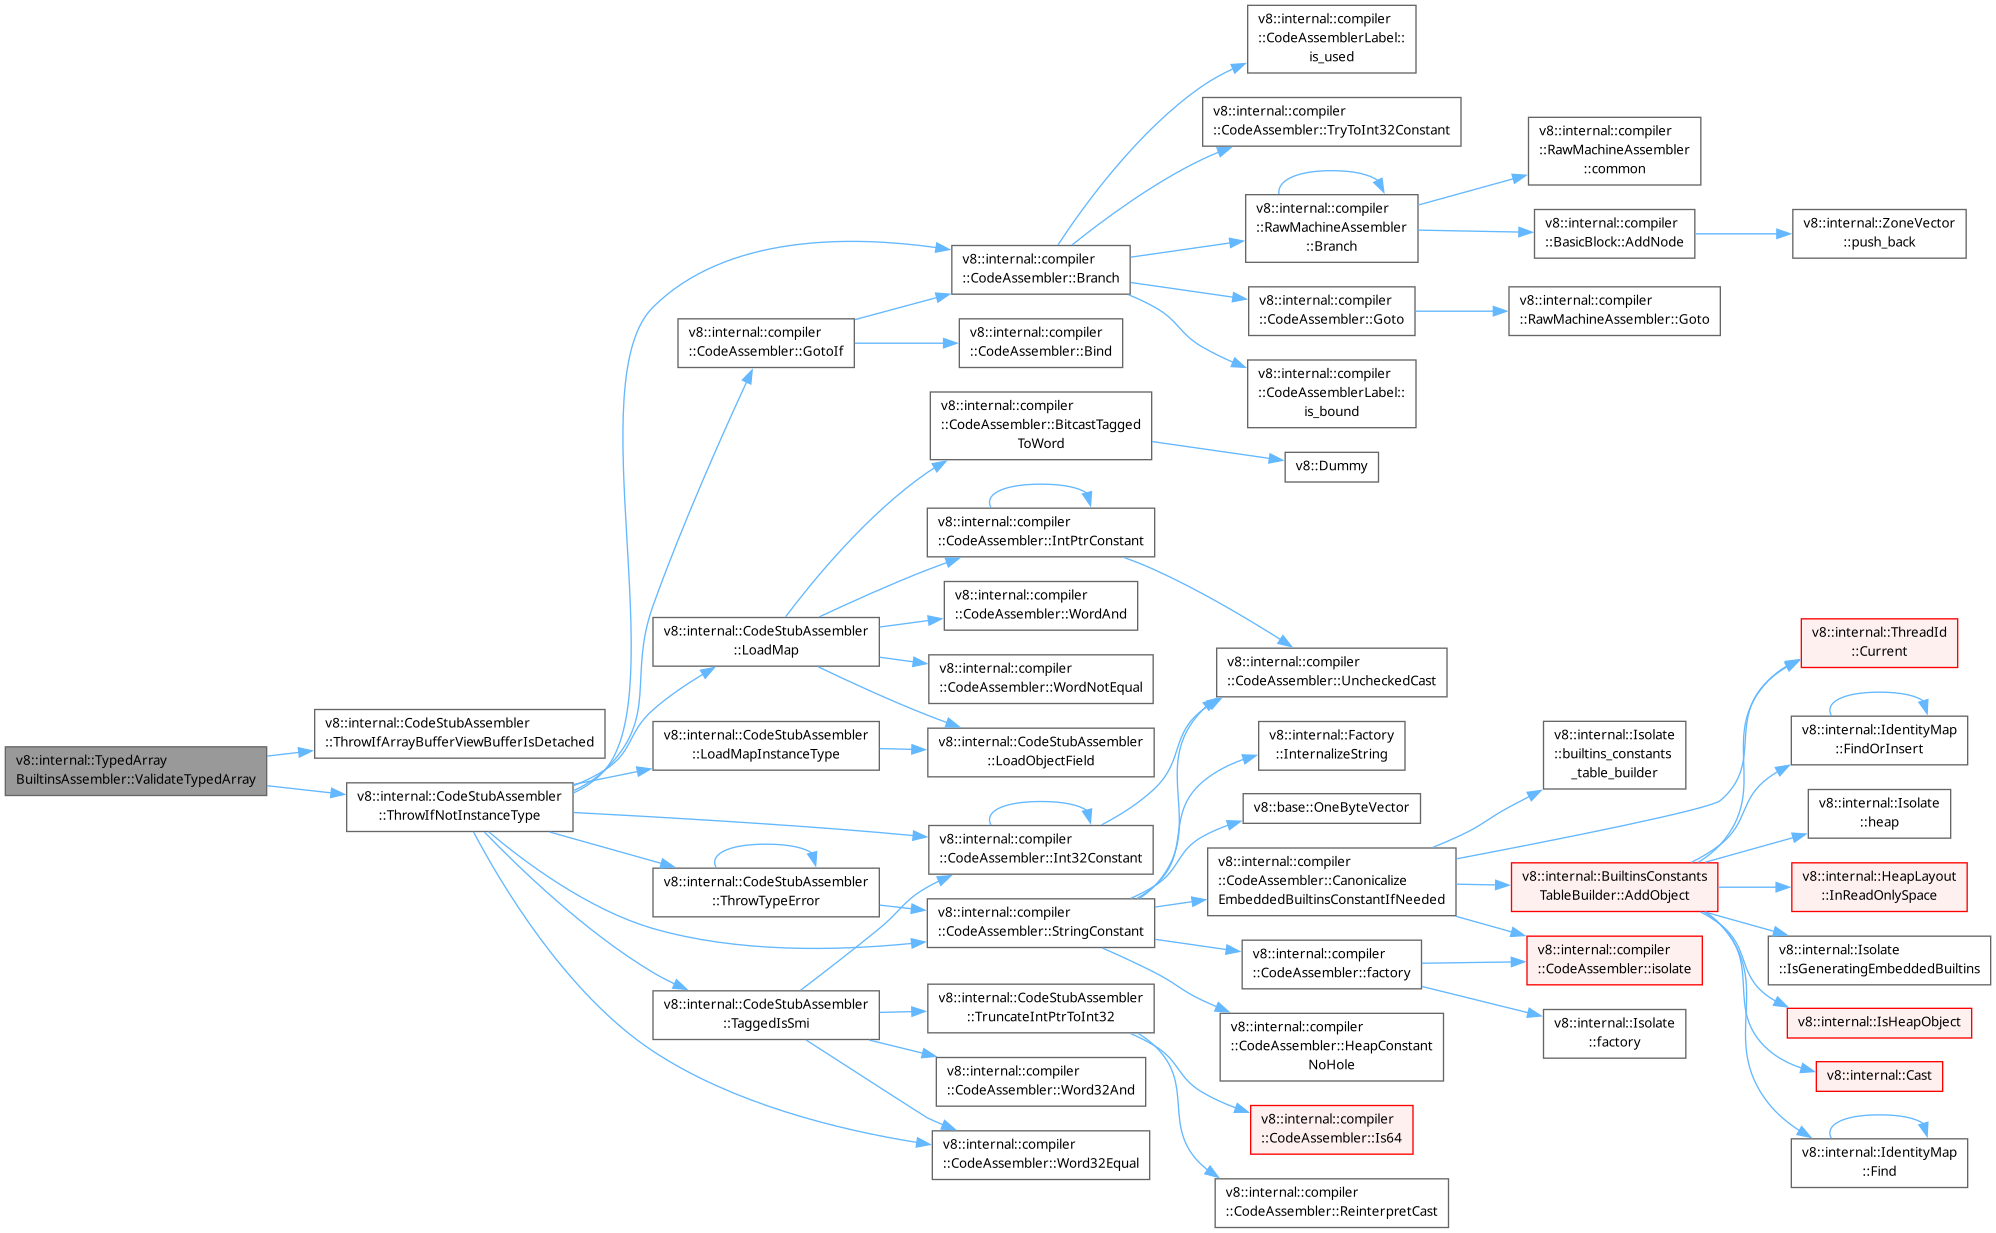 v8::internal::TypedArray
BuiltinsAssembler::ValidateTypedArray
v8::internal::CodeStubAssembler
::ThrowIfArrayBufferViewBufferIsDetached
v8::internal::CodeStubAssembler
::ThrowIfNotInstanceType
v8::internal::compiler
::CodeAssembler::GotoIf
v8::internal::CodeStubAssembler
::LoadMap
v8::internal::CodeStubAssembler
::LoadMapInstanceType
v8::internal::CodeStubAssembler
::ThrowTypeError
v8::internal::CodeStubAssembler
::TaggedIsSmi
v8::internal::compiler
::CodeAssembler::Branch
v8::internal::compiler
::CodeAssembler::Bind
v8::internal::compiler
::CodeAssembler::BitcastTagged
ToWord
v8::internal::compiler
::CodeAssembler::IntPtrConstant
v8::internal::compiler
::CodeAssembler::WordAnd
v8::internal::compiler
::CodeAssembler::WordNotEqual
v8::internal::CodeStubAssembler
::LoadObjectField
v8::internal::compiler
::CodeAssembler::Int32Constant
v8::internal::compiler
::CodeAssembler::StringConstant
v8::internal::CodeStubAssembler
::TruncateIntPtrToInt32
v8::internal::compiler
::CodeAssembler::Word32And
v8::internal::compiler
::CodeAssembler::Word32Equal
v8::internal::compiler
::CodeAssemblerLabel::
is_used
v8::internal::compiler
::CodeAssembler::TryToInt32Constant
v8::internal::compiler
::RawMachineAssembler
::Branch
v8::internal::compiler
::CodeAssembler::Goto
v8::internal::compiler
::CodeAssemblerLabel::
is_bound
v8::Dummy
v8::internal::compiler
::CodeAssembler::UncheckedCast
v8::internal::Factory
::InternalizeString
v8::base::OneByteVector
v8::internal::compiler
::CodeAssembler::Canonicalize
EmbeddedBuiltinsConstantIfNeeded
v8::internal::compiler
::CodeAssembler::factory
v8::internal::compiler
::CodeAssembler::HeapConstant
NoHole
v8::internal::compiler
::CodeAssembler::Is64
v8::internal::compiler
::CodeAssembler::ReinterpretCast
v8::internal::compiler
::RawMachineAssembler
::common
v8::internal::compiler
::BasicBlock::AddNode
v8::internal::compiler
::RawMachineAssembler::Goto
v8::internal::Isolate
::builtins_constants
_table_builder
v8::internal::BuiltinsConstants
TableBuilder::AddObject
v8::internal::compiler
::CodeAssembler::isolate
v8::internal::Isolate
::factory
v8::internal::ZoneVector
::push_back
v8::internal::ThreadId
::Current
v8::internal::IdentityMap
::FindOrInsert
v8::internal::Isolate
::heap
v8::internal::HeapLayout
::InReadOnlySpace
v8::internal::Isolate
::IsGeneratingEmbeddedBuiltins
v8::internal::IsHeapObject
v8::internal::Cast
v8::internal::IdentityMap
::Find